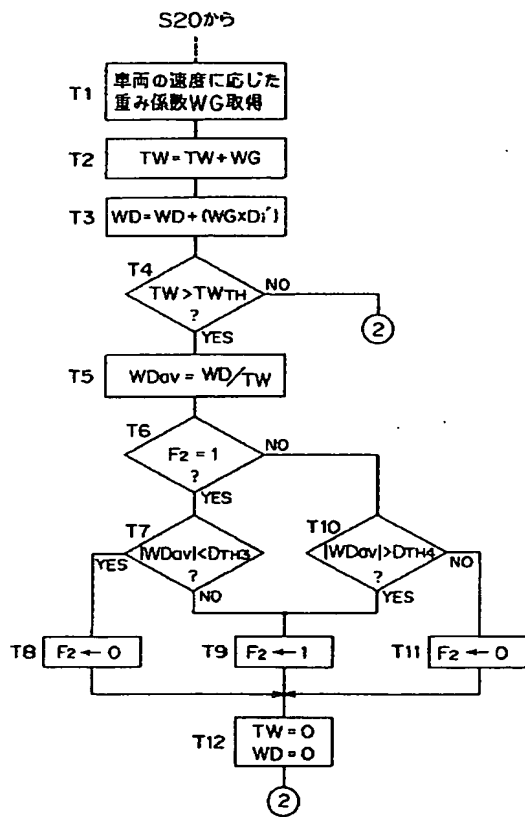 S20から
T1
車両の速度に応じた
重み係数WG取得
T2
TW=TW+WG
T3
WD=WD+(WG×Di')
T4
TW>TWTH
?
NO
YES
②
T5
WDav=WD/TW
T6
F2=1
?
NO
YES
T7
|WDav|<DTH3
?
YES
NO
T10
|WDav|>DTH4
?
NO
YES
T8
F2←0
T9
F2←1
T11
F2←0
T12
TW=0
WD=0
②